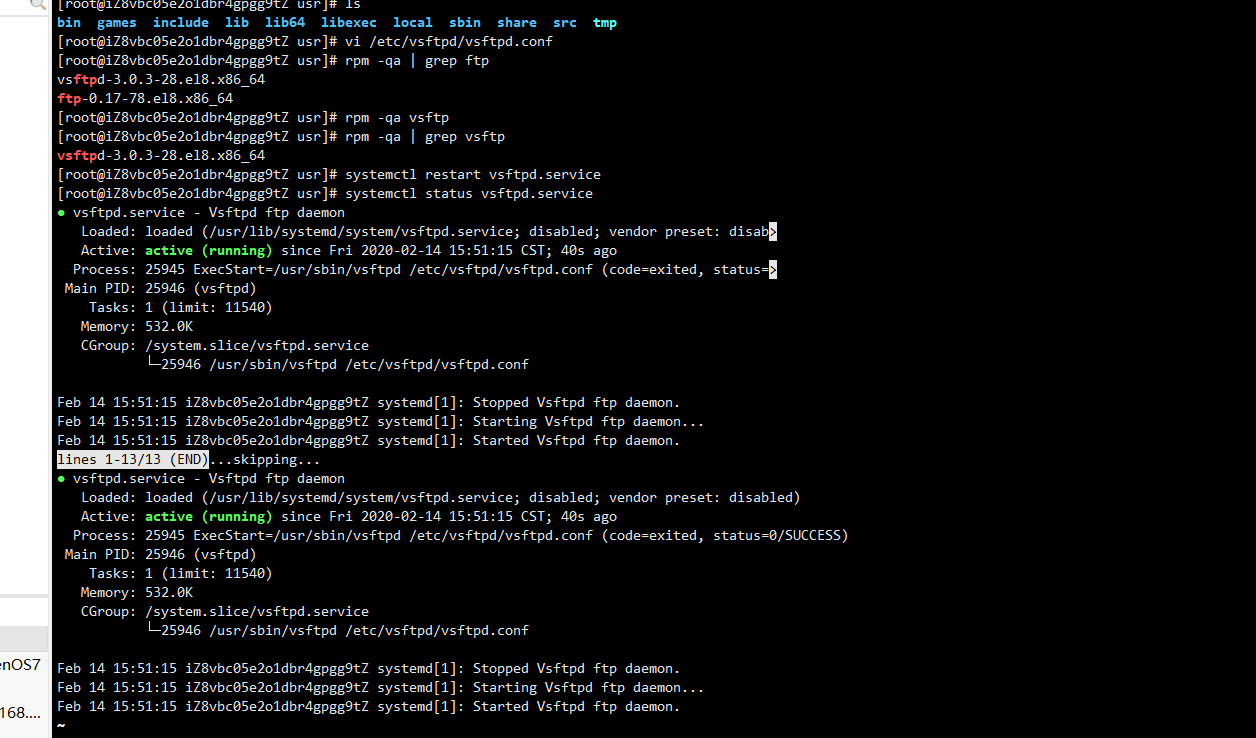 [root@iZ8vbc05e2o1dbr4gpgg9tZ usr]# ls
bin  games  include  lib  lib64  libexec  local  sbin  share  src  tmp
[root@iZ8vbc05e2o1dbr4gpgg9tZ usr]# vi /etc/vsftpd/vsftpd.conf
[root@iZ8vbc05e2o1dbr4gpgg9tZ usr]# rpm -qa | grep ftp
vsftpd-3.0.3-28.el8.x86_64
ftp-0.17-78.el8.x86_64
[root@iZ8vbc05e2o1dbr4gpgg9tZ usr]# rpm -qa vsftp
[root@iZ8vbc05e2o1dbr4gpgg9tZ usr]# rpm -qa | grep vsftp
vsftpd-3.0.3-28.el8.x86_64
[root@iZ8vbc05e2o1dbr4gpgg9tZ usr]# systemctl restart vsftpd.service
[root@iZ8vbc05e2o1dbr4gpgg9tZ usr]# systemctl status vsftpd.service
● vsftpd.service - Vsftpd ftp daemon
   Loaded: loaded (/usr/lib/systemd/system/vsftpd.service; disabled; vendor preset: disab>
   Active: active (running) since Fri 2020-02-14 15:51:15 CST; 40s ago
  Process: 25945 ExecStart=/usr/sbin/vsftpd /etc/vsftpd/vsftpd.conf (code=exited, status=>
 Main PID: 25946 (vsftpd)
    Tasks: 1 (limit: 11540)
   Memory: 532.0K
   CGroup: /system.slice/vsftpd.service
           └─25946 /usr/sbin/vsftpd /etc/vsftpd/vsftpd.conf
Feb 14 15:51:15 iZ8vbc05e2o1dbr4gpgg9tZ systemd[1]: Stopped Vsftpd ftp daemon.
Feb 14 15:51:15 iZ8vbc05e2o1dbr4gpgg9tZ systemd[1]: Starting Vsftpd ftp daemon...
Feb 14 15:51:15 iZ8vbc05e2o1dbr4gpgg9tZ systemd[1]: Started Vsftpd ftp daemon.
lines 1-13/13 (END)...skipping...
● vsftpd.service - Vsftpd ftp daemon
   Loaded: loaded (/usr/lib/systemd/system/vsftpd.service; disabled; vendor preset: disabled)
   Active: active (running) since Fri 2020-02-14 15:51:15 CST; 40s ago
  Process: 25945 ExecStart=/usr/sbin/vsftpd /etc/vsftpd/vsftpd.conf (code=exited, status=0/SUCCESS)
 Main PID: 25946 (vsftpd)
    Tasks: 1 (limit: 11540)
   Memory: 532.0K
   CGroup: /system.slice/vsftpd.service
           └─25946 /usr/sbin/vsftpd /etc/vsftpd/vsftpd.conf
Feb 14 15:51:15 iZ8vbc05e2o1dbr4gpgg9tZ systemd[1]: Stopped Vsftpd ftp daemon.
Feb 14 15:51:15 iZ8vbc05e2o1dbr4gpgg9tZ systemd[1]: Starting Vsftpd ftp daemon...
Feb 14 15:51:15 iZ8vbc05e2o1dbr4gpgg9tZ systemd[1]: Started Vsftpd ftp daemon.
~
enOS7
168....